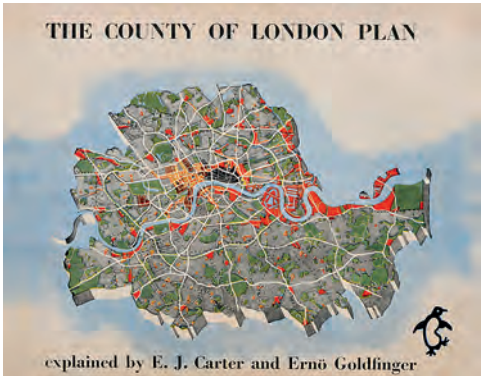 THE COUNTY OF LONDON PLAN
explained by E. J. Carter and Ernö Goldfinger